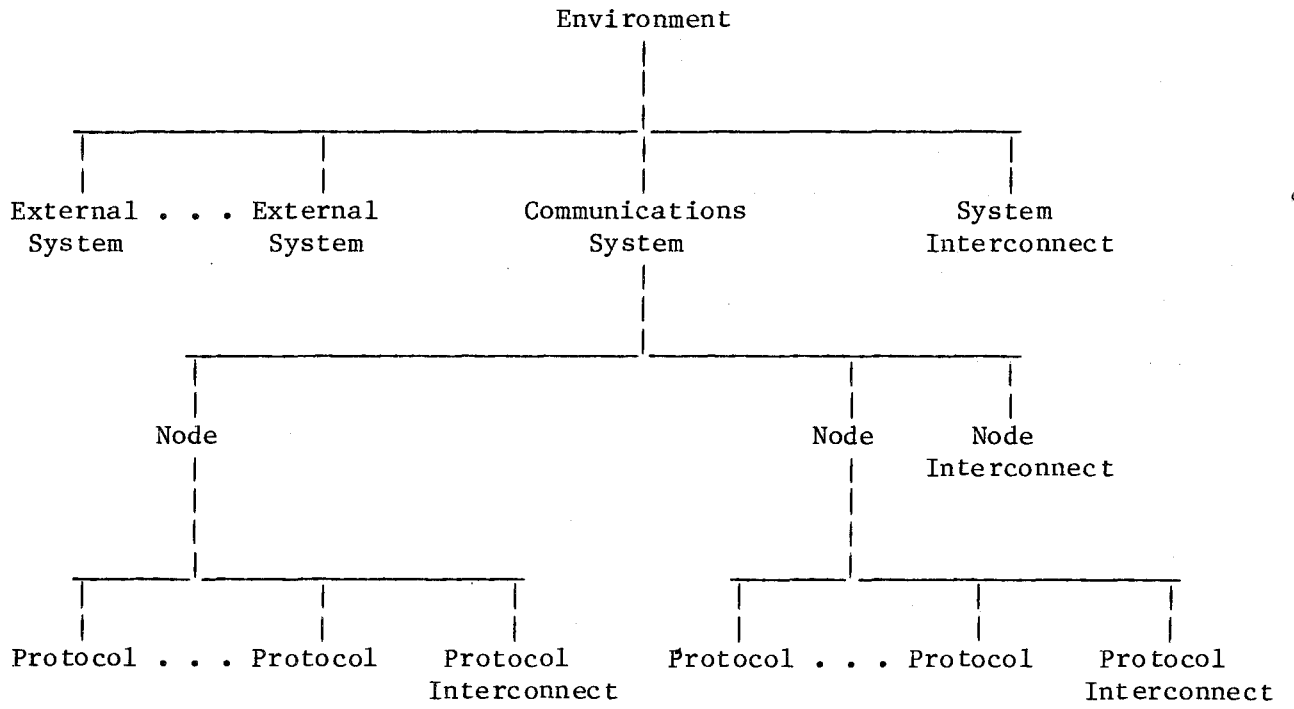 Environment
External . . . External Communications System
System System System Interconnect
Node Node Node
Interconnect
Protocol . . . Protocol Protocol Protocol . . . Protocol Protocol
Interconnect Interconnect